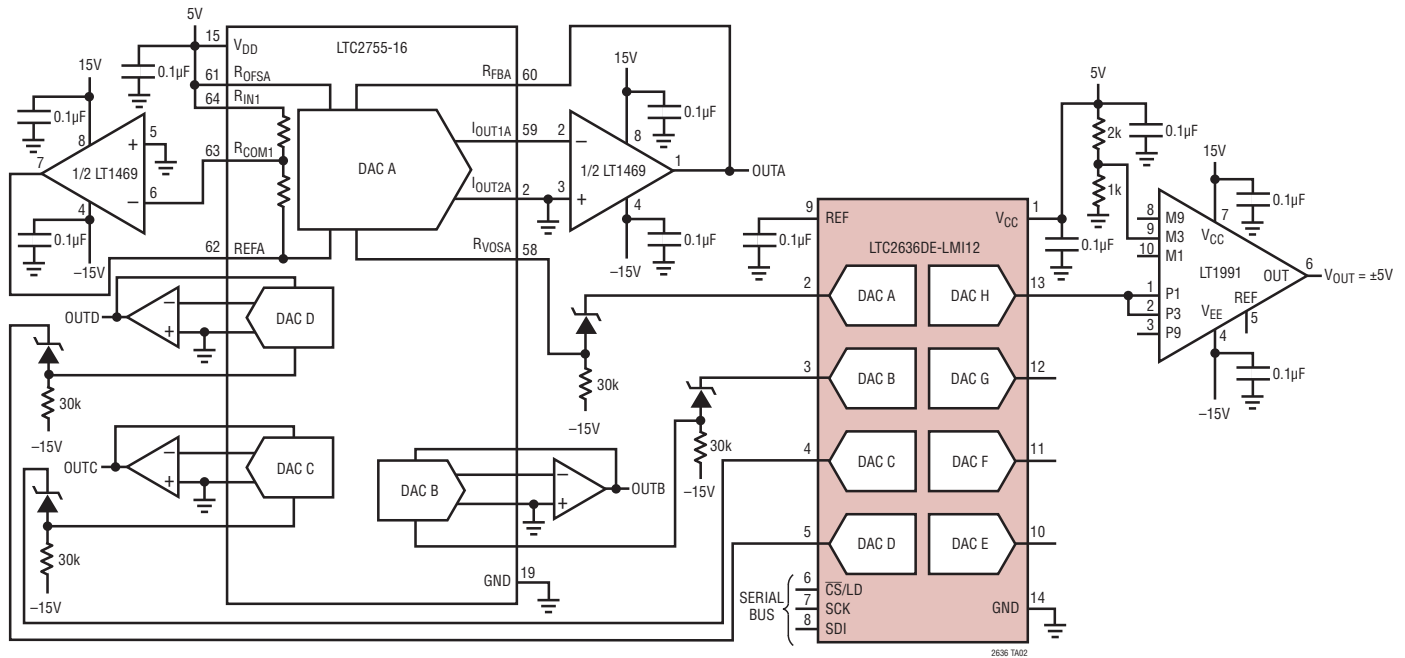 5V
15 VDD
LTC2755-16
0.1µF
61 ROFSA
64 RIN1
RFBA 60
15V
0.1µF
8
5
+
7
1/2 LT1469
6
–
4
0.1µF
–15V
63 RCOM1
62 REFA
DAC A
IOUT1A 59
IOUT2A 2
RVOSA 58
15V
0.1µF
8
2
–
1/2 LT1469
3
+
1
OUTA
4
0.1µF
–15V
OUTD
–
+
DAC D
30k
–15V
OUTC
–
+
DAC C
30k
–15V
DAC B
–
+
OUTB
GND 19
30k
–15V
30k
–15V
9 REF
0.1µF
VCC 1
0.1µF
LTC2636DE-LMI12
2 DAC A
DAC H 13
3 DAC B
DAC G 12
4 DAC C
DAC F 11
5 DAC D
DAC E 10
SERIAL
BUS
6 CS/LD
7 SCK
8 SDI
GND 14
5V
2k
0.1µF
1k
15V
0.1µF
7
VCC
8 M9
9 M3
10 M1
LT1991
OUT 6
VOUT = ±5V
1 P1
2 P3
3 P9
REF
5
VEE
4
0.1µF
–15V
2636 TA02